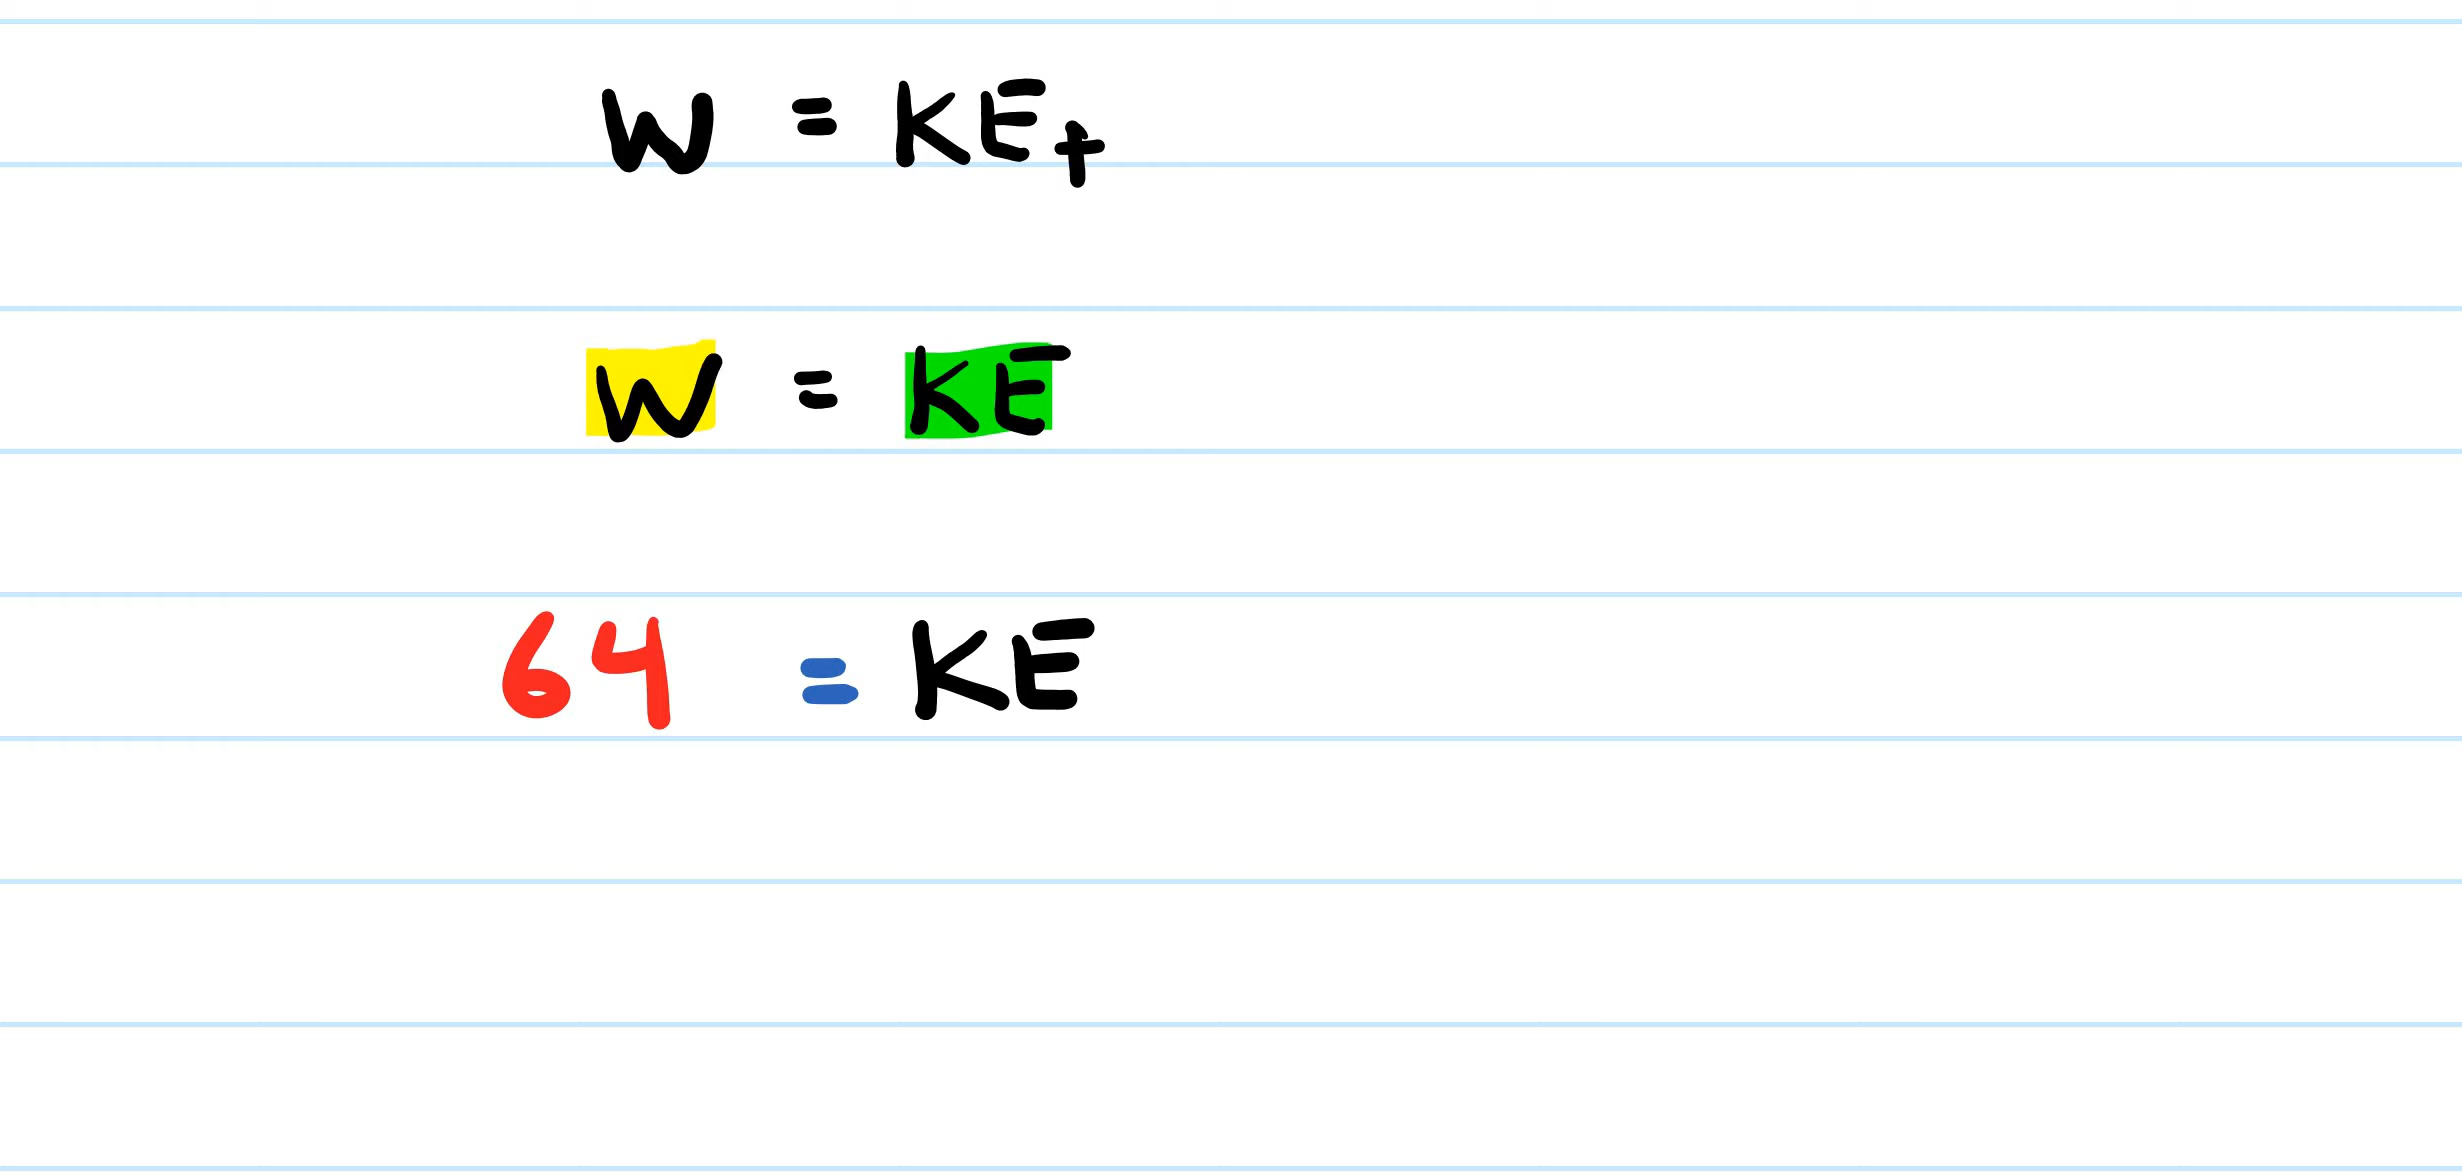 W = KEf
W = KE
64 = KE